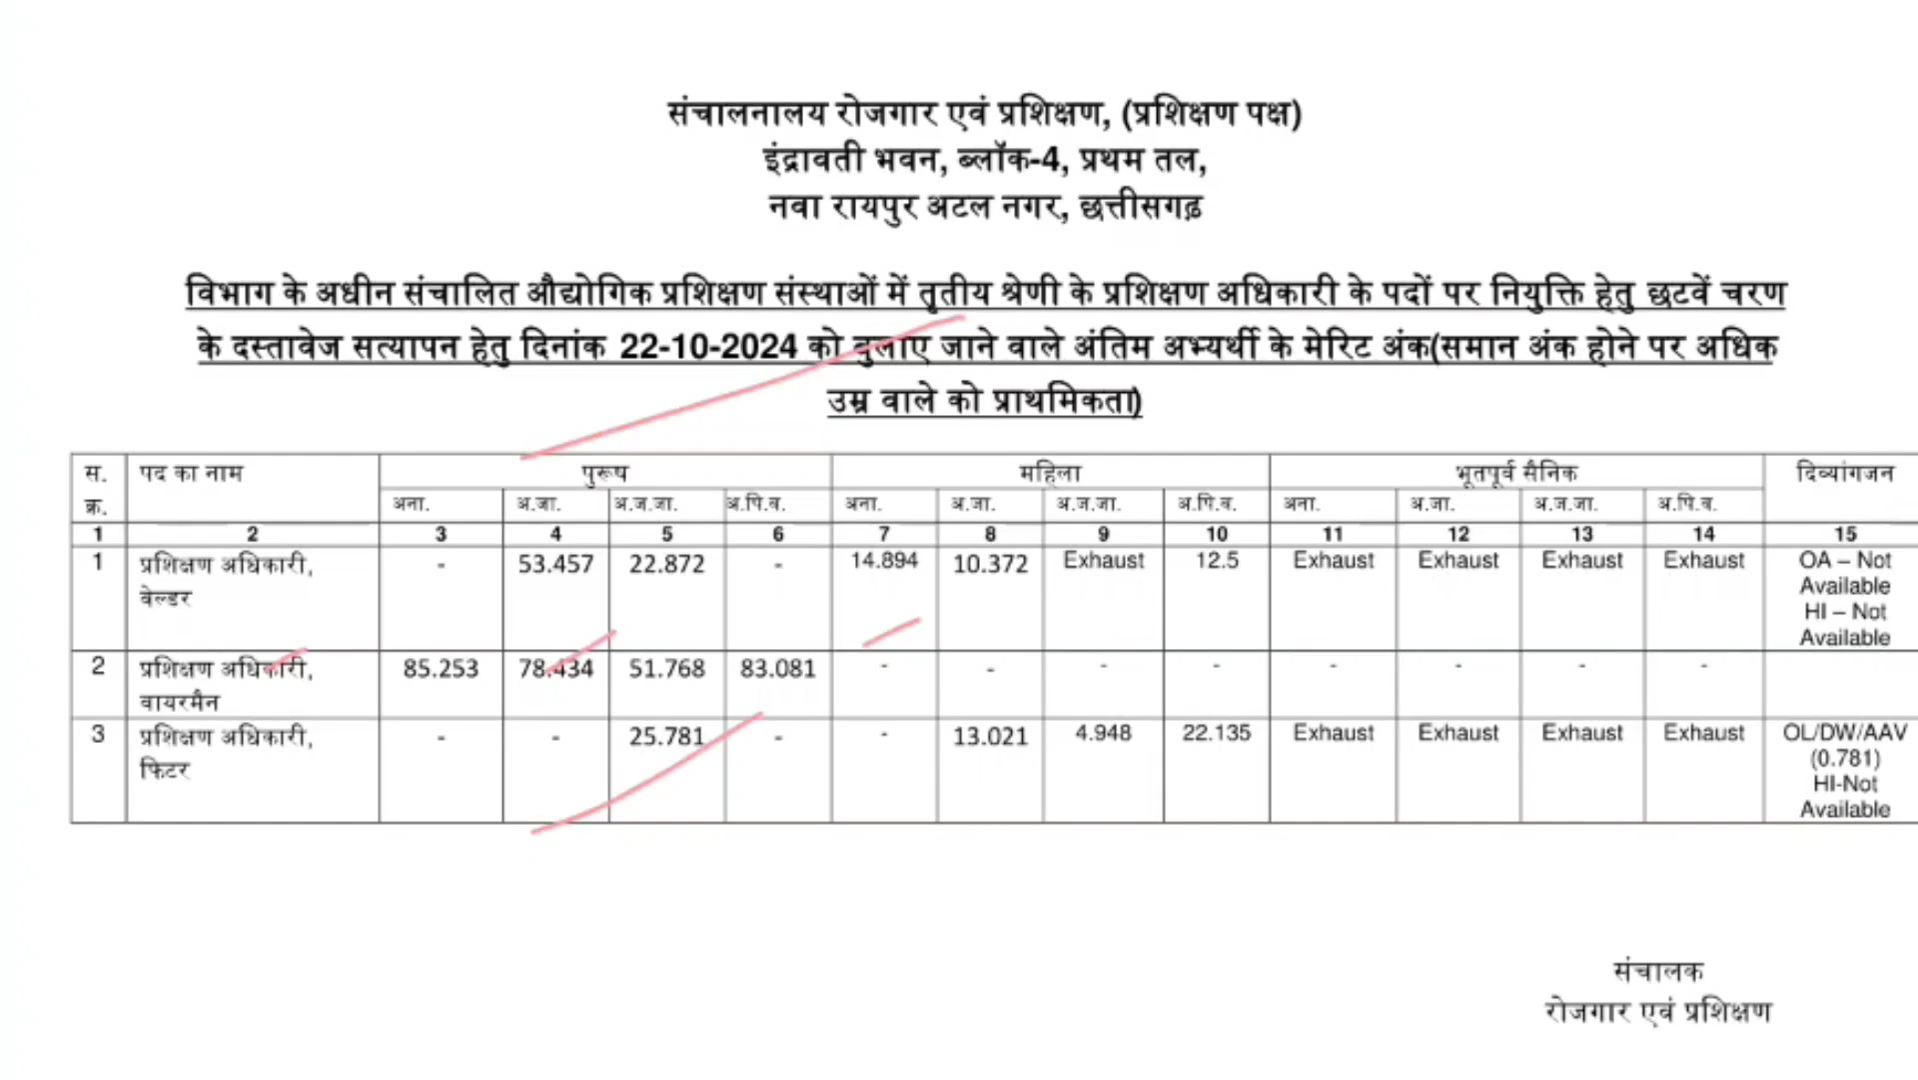 संचालनालय रोजगार एवं प्रशिक्षण, (प्रशिक्षण पक्ष)
इंद्रावती भवन, ब्लॉक-4, प्रथम तल,
नवा रायपुर अटल नगर, छत्तीसगढ़
विभाग के अधीन संचालित औद्योगिक प्रशिक्षण संस्थाओं में तृतीय श्रेणी के प्रशिक्षण अधिकारी के पदों पर नियुक्ति हेतु छटवें चरण
के दस्तावेज सत्यापन हेतु दिनांक 22-10-2024 को बुलाए जाने वाले अंतिम अभ्यर्थी के मेरिट अंक(समान अंक होने पर अधिक
उम्र वाले को प्राथमिकता)
स. पद का नाम पुरूष महिला भूतपूर्व सैनिक दिव्यांगजन
क्र. अना. अ.जा. अ.ज.जा. अ.पि.व. अना. अ.जा. अ.ज.जा. अ.पि.व. अना. अ.जा. अ.ज.जा. अ.पि.व.
1 2 3 4 5 6 7 8 9 10 11 12 13 14 15
1 प्रशिक्षण अधिकारी, - 53.457 22.872 - 14.894 10.372 Exhaust 12.5 Exhaust Exhaust Exhaust Exhaust OA – Not
वेल्डर Available
HI – Not
Available
2 प्रशिक्षण अधिकारी, 85.253 78.434 51.768 83.081 - - - - - - - -
वायरमैन
3 प्रशिक्षण अधिकारी, - - 25.781 - - 13.021 4.948 22.135 Exhaust Exhaust Exhaust Exhaust OL/DW/AAV
फिटर (0.781)
HI-Not
Available
संचालक
रोजगार एवं प्रशिक्षण